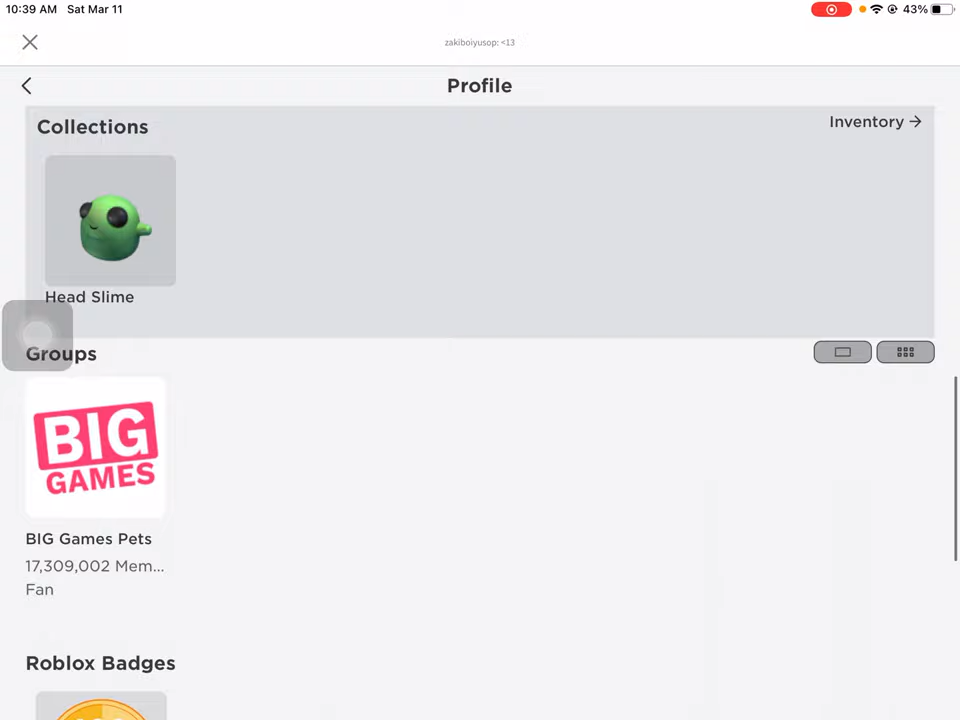 10:39 AM Sat Mar 11
43%
zakiboiyusop: <13
Profile
Collections
Inventory →
Head Slime
Groups
BIG
GAMES
BIG Games Pets
17,309,002 Mem...
Fan
Roblox Badges